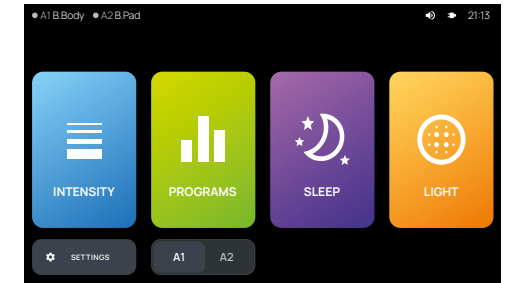 A1 B.Body A2 B.Pad 21:13
INTENSITY PROGRAMS SLEEP LIGHT
SETTINGS A1 A2